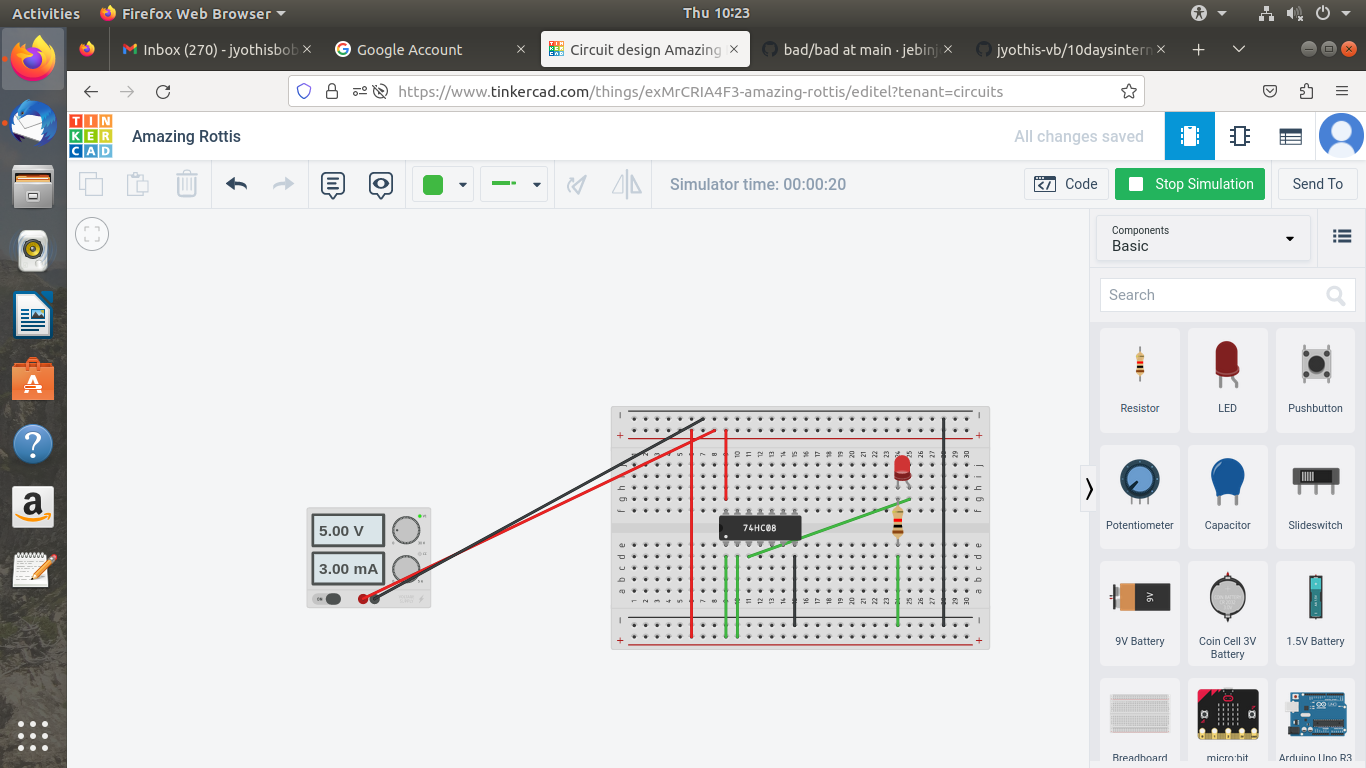 Activities Firefox Web Browser Thu 10:23
Inbox (270) - jyothisbob Google Account Circuit design Amazing bad/bad at main · jebinj jyothis-vb/10daysintern
https://www.tinkercad.com/things/exMrCRIA4F3-amazing-rottis/editel?tenant=circuits
TIN
KER
CAD
Amazing Rottis
All changes saved
Simulator time: 00:00:20
Code
Stop Simulation
Send To
Components
Basic
Search
Resistor LED Pushbutton
Potentiometer Capacitor Slideswitch
9V
9V Battery Coin Cell 3V Battery 1.5V Battery
Breadboard micro:bit Arduino Uno R3
5.00 V
3.00 mA
74HC08